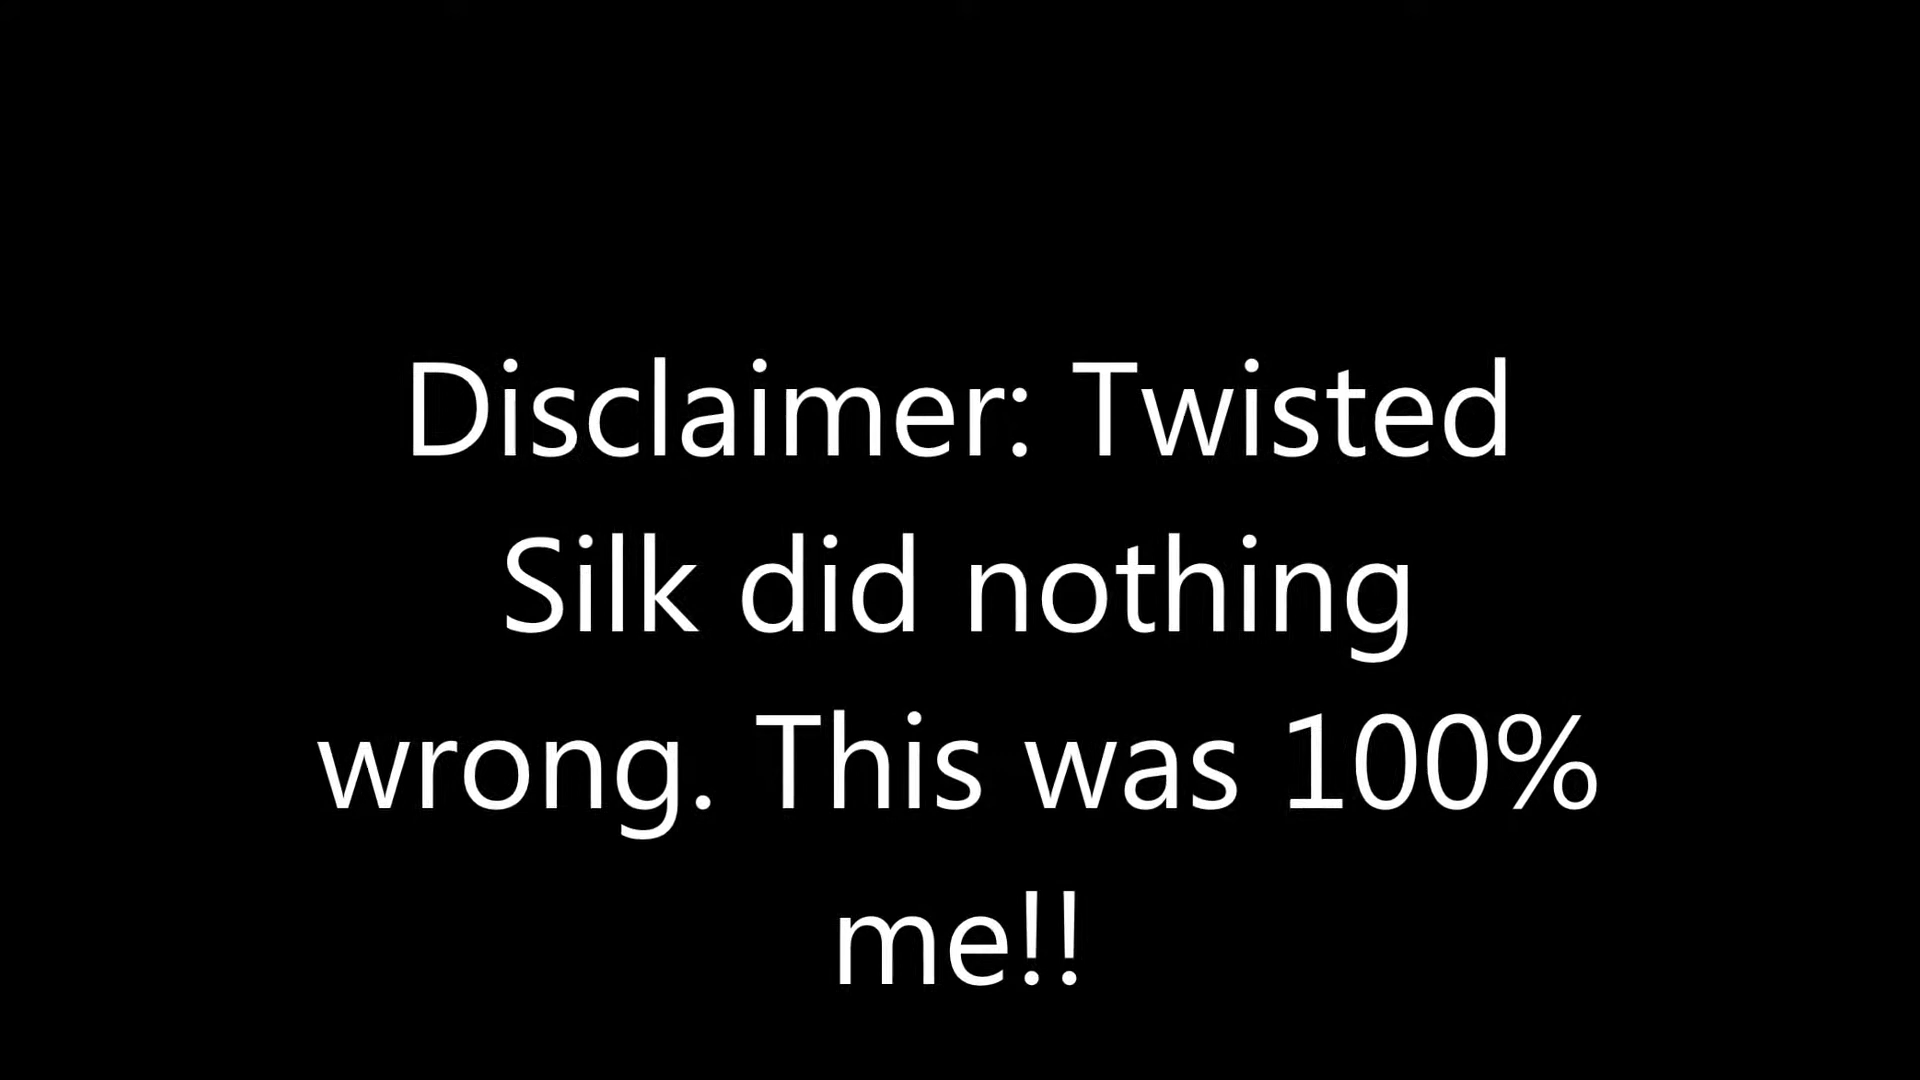 Disclaimer: Twisted
Silk did nothing
wrong. This was 100%
me!!